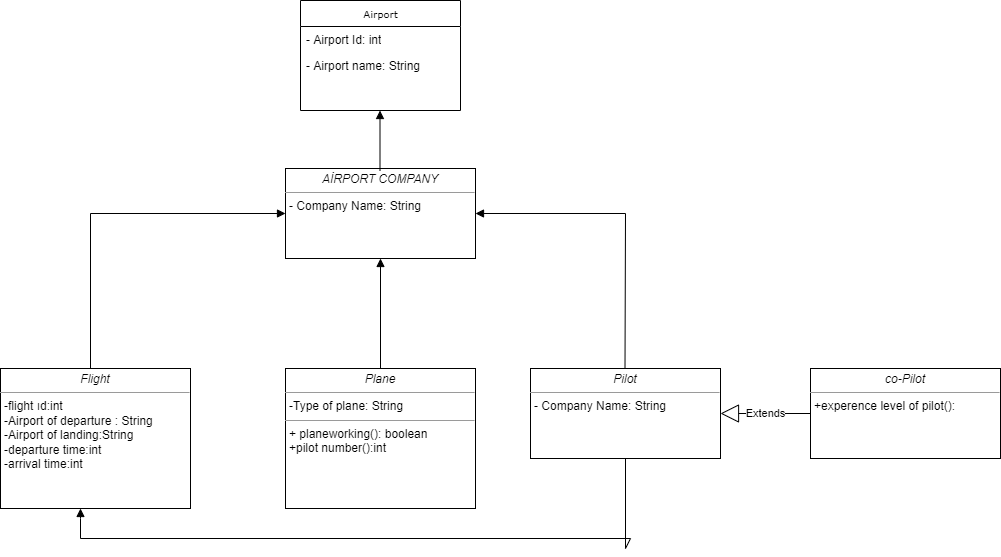 Airport
- Airport Id: int
- Airport name: String
AİRPORT COMPANY
- Company Name: String
Flight
-flight ıd:int
-Airport of departure : String
-Airport of landing:String
-departure time:int
-arrival time:int
Plane
-Type of plane: String
+ planeworking(): boolean
+pilot number():int
Pilot
- Company Name: String
Extends
co-Pilot
+experence level of pilot():